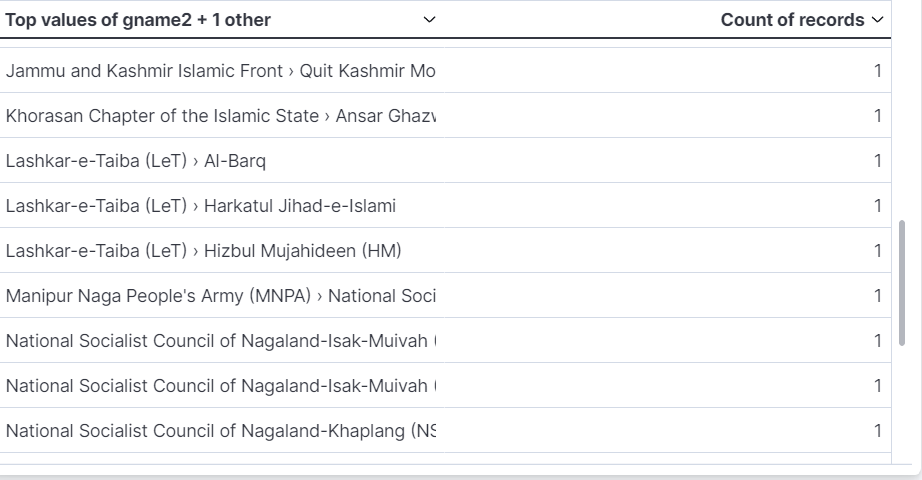 Top values of gname2 + 1 other Count of records
Jammu and Kashmir Islamic Front › Quit Kashmir Mo 1
Khorasan Chapter of the Islamic State › Ansar Ghazv 1
Lashkar-e-Taiba (LeT) › Al-Barq 1
Lashkar-e-Taiba (LeT) › Harkatul Jihad-e-Islami 1
Lashkar-e-Taiba (LeT) › Hizbul Mujahideen (HM) 1
Manipur Naga People's Army (MNPA) › National Soci 1
National Socialist Council of Nagaland-Isak-Muivah ( 1
National Socialist Council of Nagaland-Isak-Muivah ( 1
National Socialist Council of Nagaland-Khaplang (NS 1